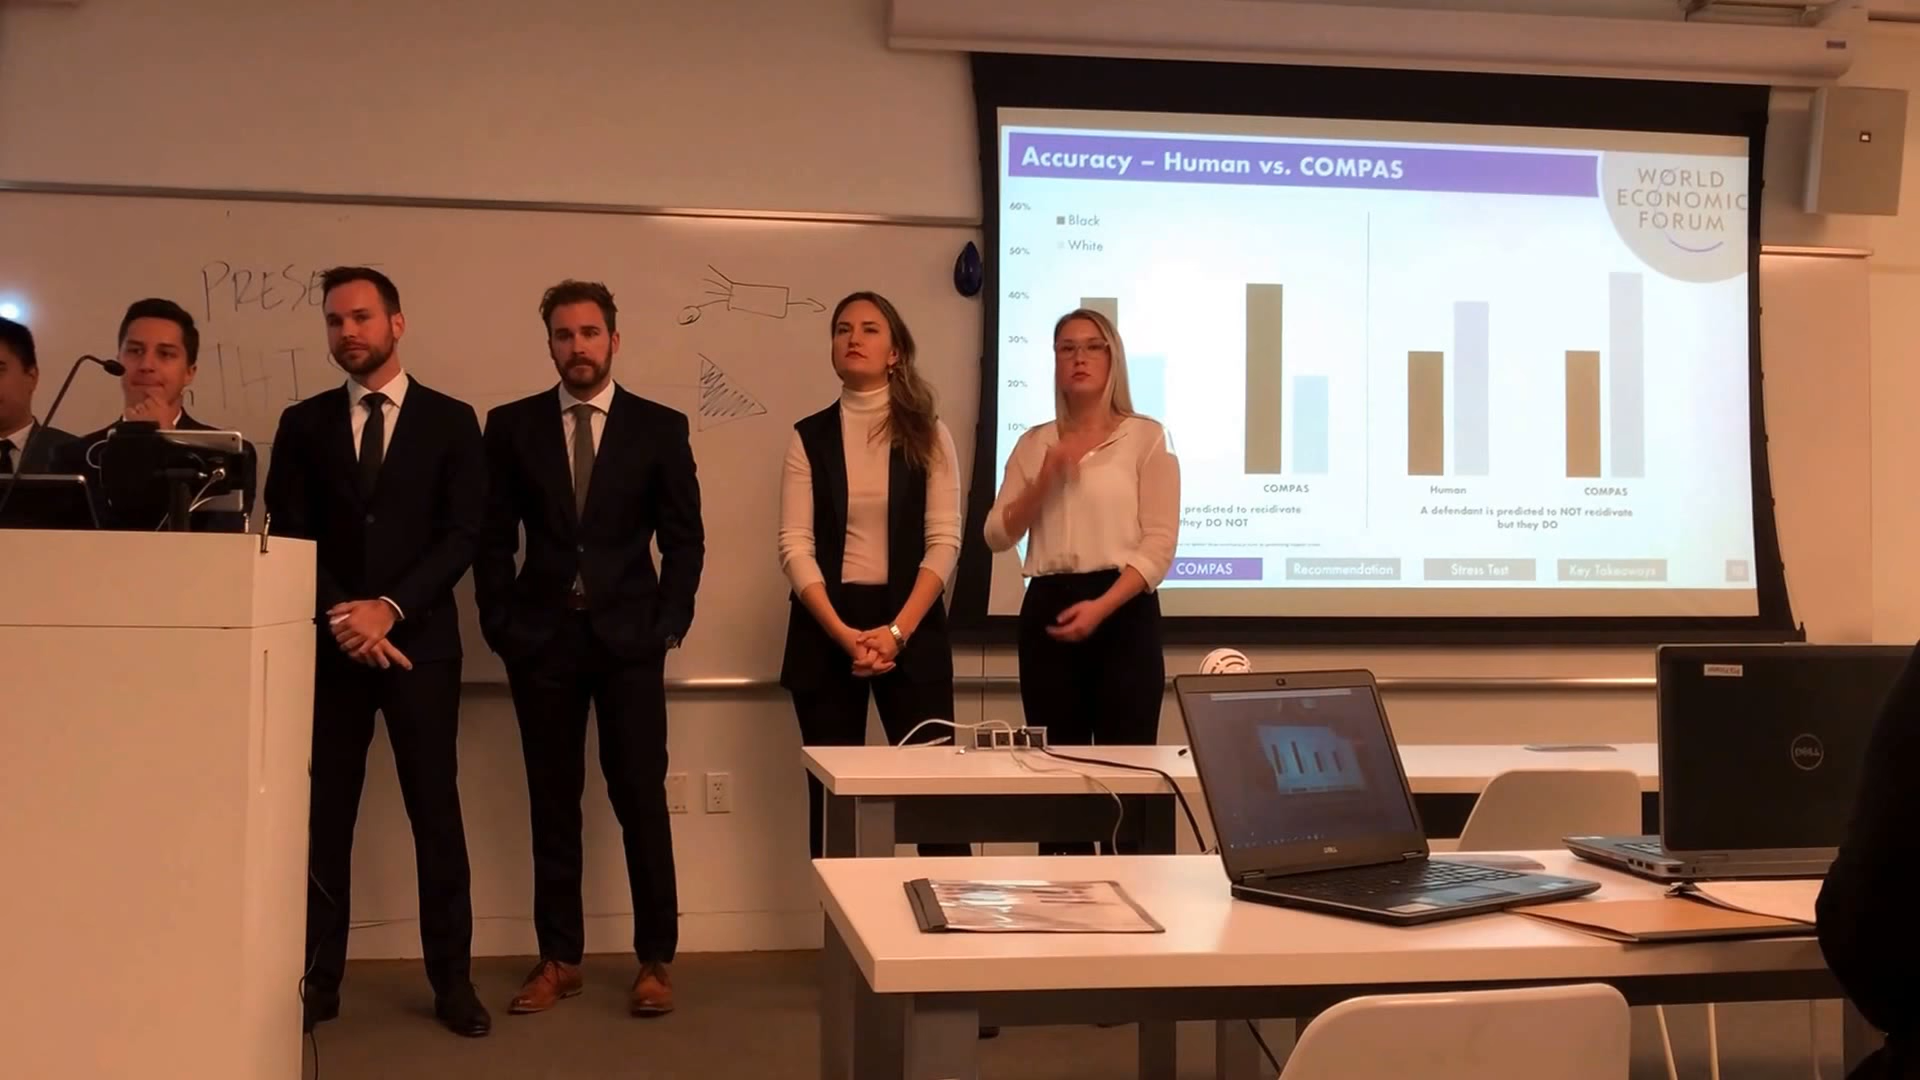 PRESENT
Accuracy – Human vs. COMPAS
WORLD
ECONOMIC
FORUM
60%
50%
40%
30%
20%
10%
Black
White
COMPAS
Human
COMPAS
predicted to recidivate
they DO NOT
A defendant is predicted to NOT recidivate
but they DO
COMPAS
Recommendation
Stress Test
Key Takeaways
DELL
DELL